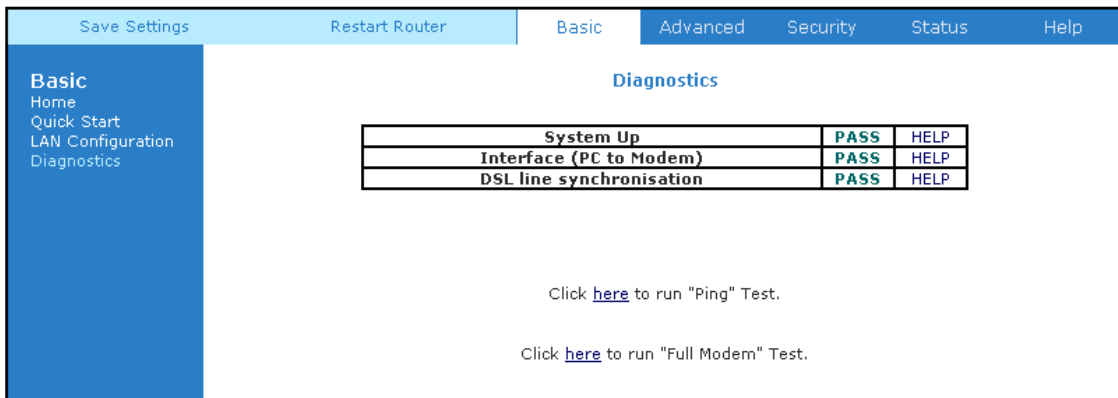 Save Settings Restart Router Basic Advanced Security Status Help
Basic
Home
Quick Start
LAN Configuration
Diagnostics
Diagnostics
System Up PASS HELP
Interface (PC to Modem) PASS HELP
DSL line synchronisation PASS HELP
Click here to run "Ping" Test.
Click here to run "Full Modem" Test.